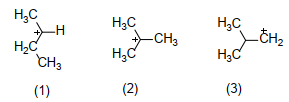 H₃C
+ H
H₂C
CH₃
(1)
H₃C
+ CH₃
H₃C
(2)
H₃C
+
CH₂
H₃C
(3)